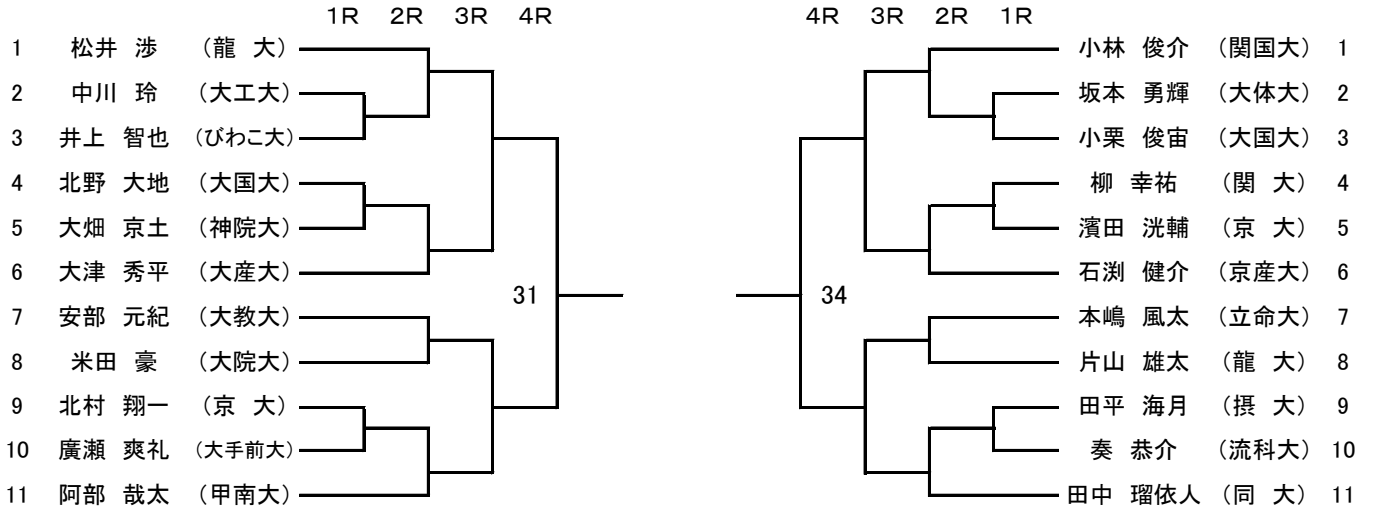 1R 2R 3R 4R 4R 3R 2R 1R
1 松井 渉 （龍 大） 小林 俊介 （関国大） 1
2 中川 玲 （大工大） 坂本 勇輝 （大体大） 2
3 井上 智也 （びわこ大） 小栗 俊宙 （大国大） 3
4 北野 大地 （大国大） 柳 幸祐 （関 大） 4
5 大畑 京土 （神院大） 濱田 洸輔 （京 大） 5
6 大津 秀平 （大産大） 石渕 健介 （京産大） 6
31 34
7 安部 元紀 （大教大） 本嶋 風太 （立命大） 7
8 米田 豪 （大院大） 片山 雄太 （龍 大） 8
9 北村 翔一 （京 大） 田平 海月 （摂 大） 9
10 廣瀬 爽礼 （大手前大） 奏 恭介 （流科大） 10
11 阿部 哉太 （甲南大） 田中 瑠依人 （同 大） 11